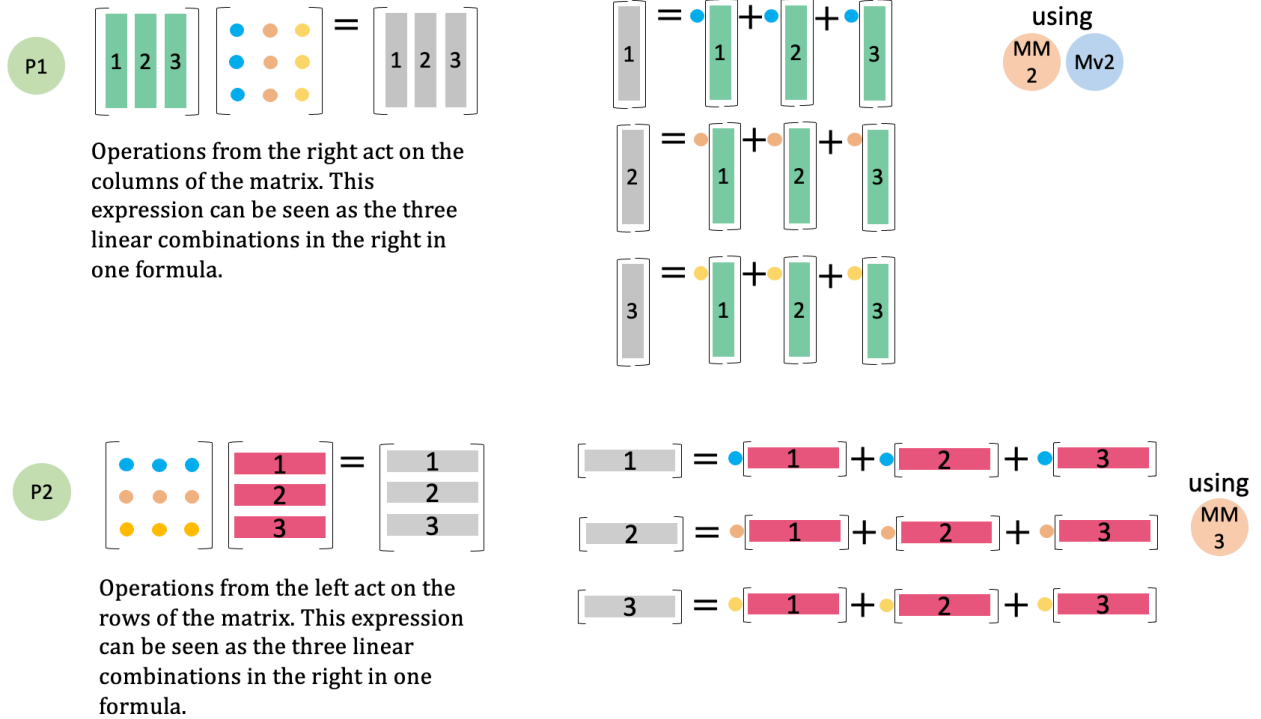 P1
1 2 3 = 1 2 3
Operations from the right act on the
columns of the matrix. This
expression can be seen as the three
linear combinations in the right in
one formula.
1 = 1 + 2 + 3
2 = 1 + 2 + 3
3 = 1 + 2 + 3
using
MM
2
Mv2
P2
1 = 1
2 2
3 3
Operations from the left act on the
rows of the matrix. This expression
can be seen as the three linear
combinations in the right in one
formula.
1 = 1 + 2 + 3
2 = 1 + 2 + 3
3 = 1 + 2 + 3
using
MM
3